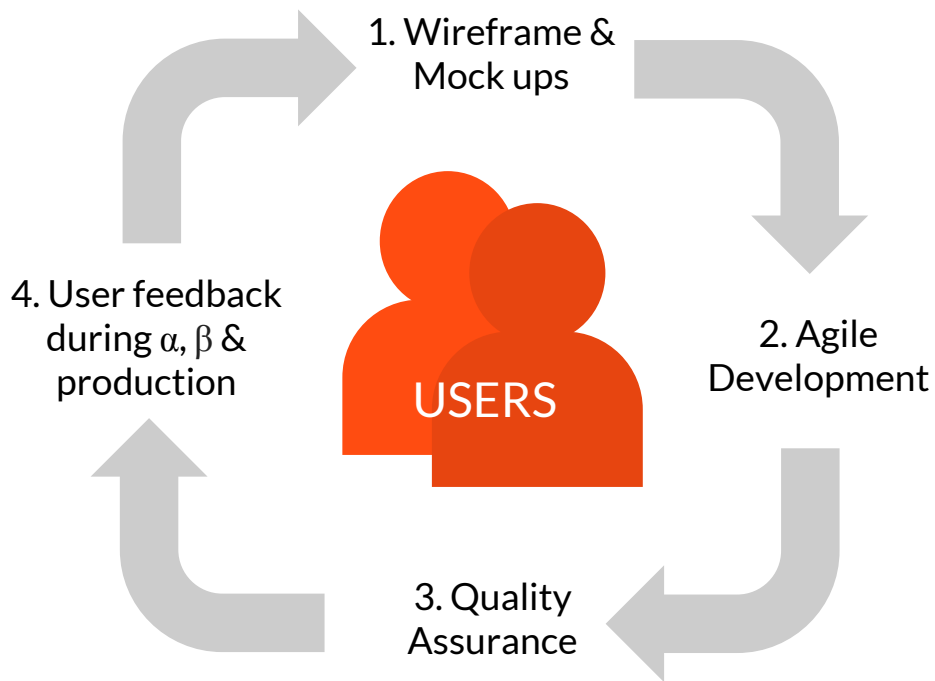 1. Wireframe &
Mock ups
2. Agile
Development
3. Quality
Assurance
4. User feedback
during α, β &
production
USERS